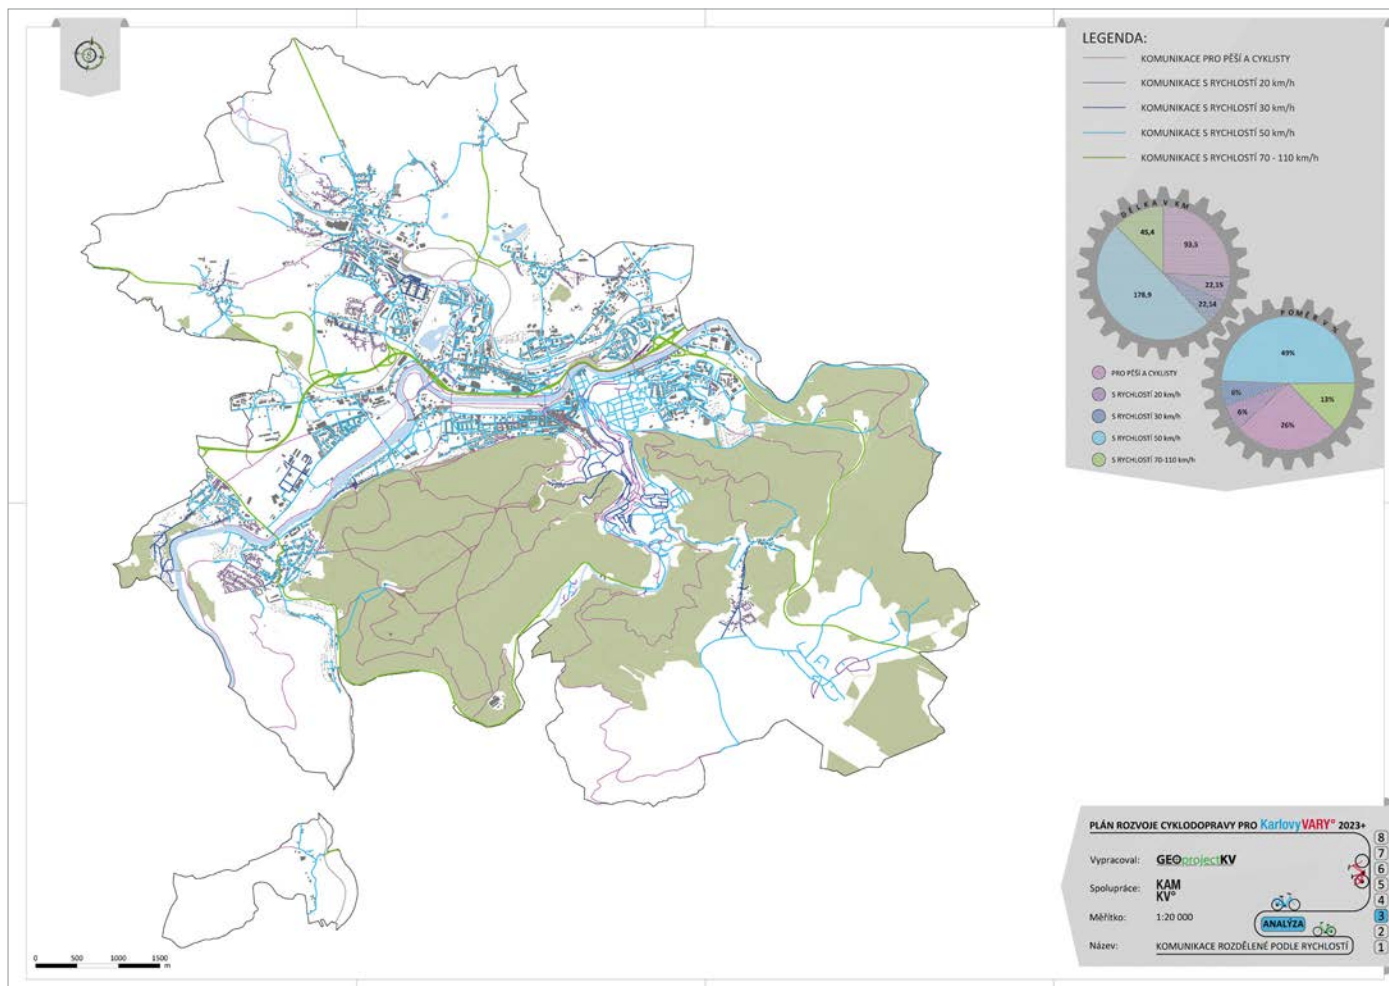 LEGENDA:
KOMUNIKACE PRO PĚŠÍ A CYKLISTY
KOMUNIKACE S RYCHLOSTÍ 20 km/h
KOMUNIKACE S RYCHLOSTÍ 30 km/h
KOMUNIKACE S RYCHLOSTÍ 50 km/h
KOMUNIKACE S RYCHLOSTÍ 70 - 110 km/h
DÉLKA V KM
45,4
93,5
22,15
22,14
178,9
POMĚR V %
49%
6%
6%
13%
26%
PRO PĚŠÍ A CYKLISTY
S RYCHLOSTÍ 20 km/h
S RYCHLOSTÍ 30 km/h
S RYCHLOSTÍ 50 km/h
S RYCHLOSTÍ 70-110 km/h
PLÁN ROZVOJE CYKLODOPRAVY PRO KarlovyVARY° 2023+
Vypracoval: GEOprojectKV
Spolupráce: KAM
KV°
Měřítko: 1:20 000
ANALÝZA
Název: KOMUNIKACE ROZDĚLENÉ PODLE RYCHLOSTÍ
8
7
6
5
4
3
2
1
0 500 1000 1500
m